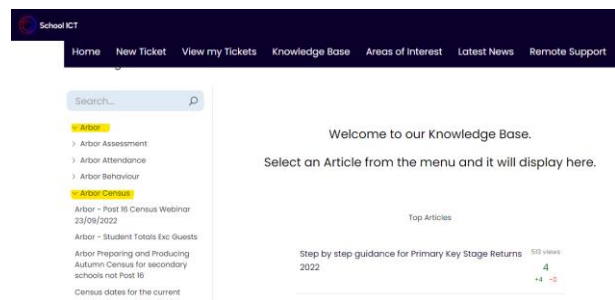 School ICT
Home New Ticket View my Tickets Knowledge Base Areas of Interest Latest News Remote Support
Search...
Arbor
Arbor Assessment
Arbor Attendance
Arbor Behaviour
Arbor Census
Arbor - Post 16 Census Webinar
23/09/2022
Arbor - Student Totals Exc Guests
Arbor Preparing and Producing
Autumn Census for secondary
schools not Post 16
Census dates for the current
Welcome to our Knowledge Base.
Select an Article from the menu and it will display here.
Top Articles
Step by step guidance for Primary Key Stage Returns
2022
513 views
4
+4 -0